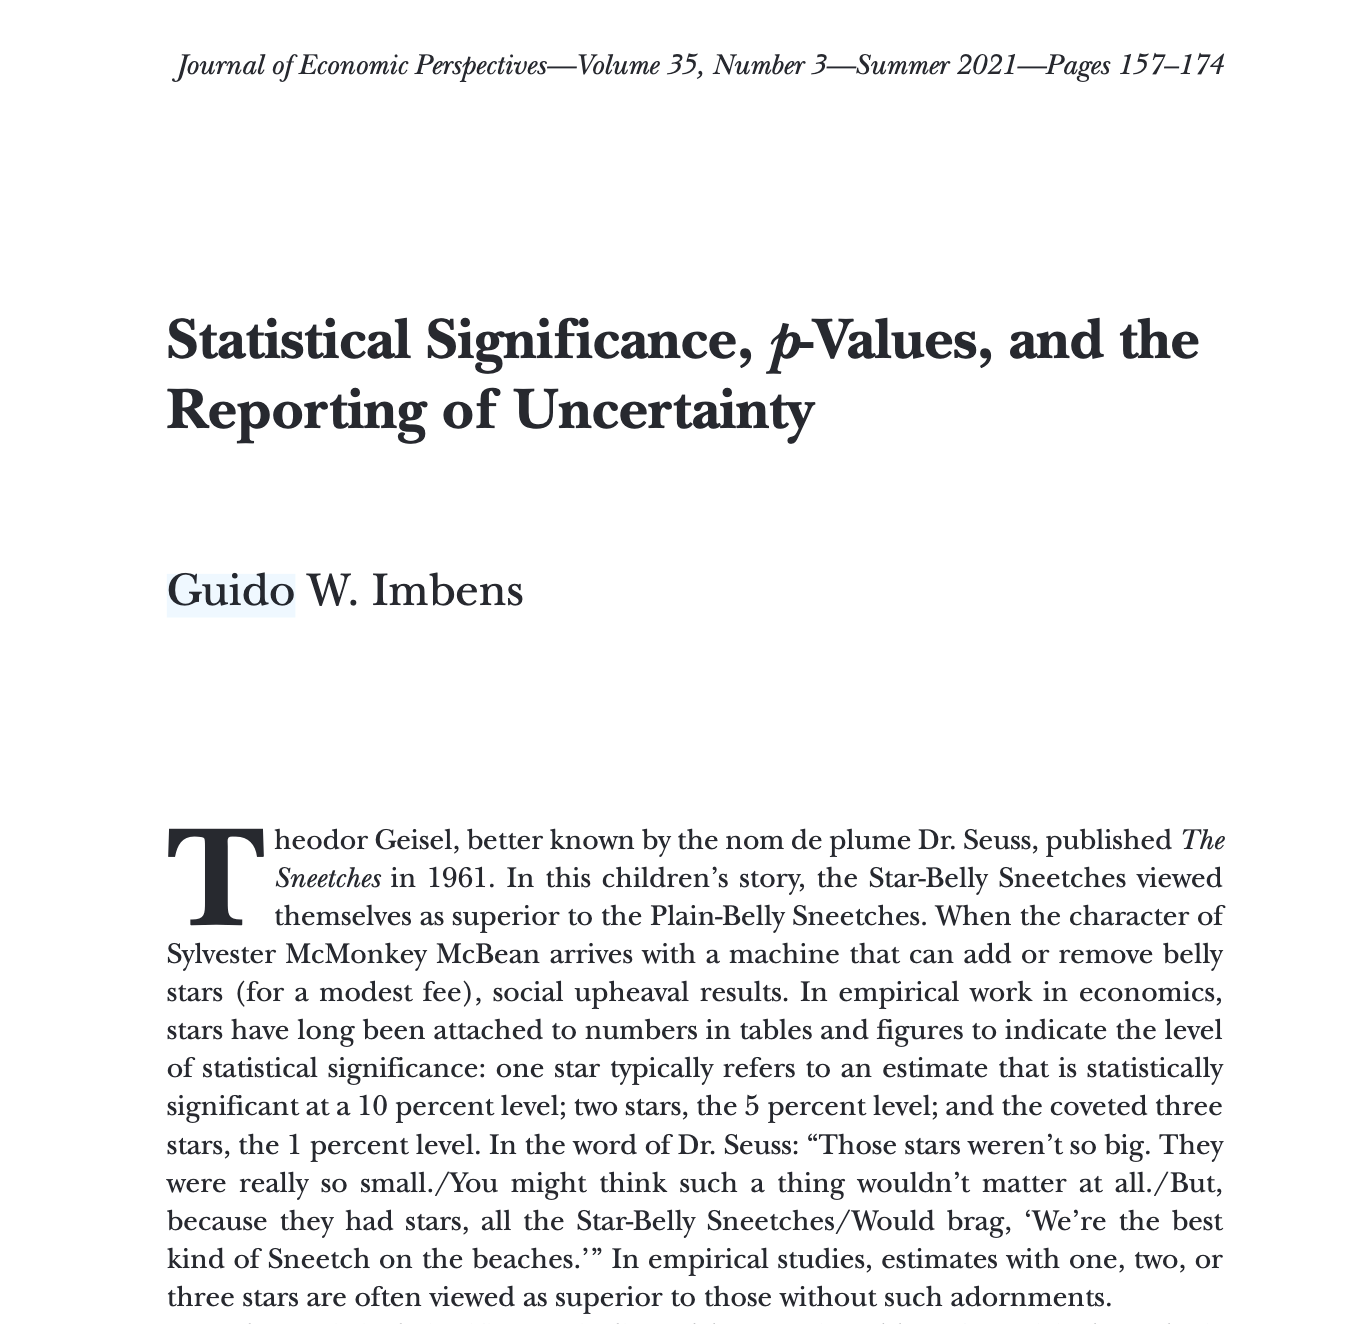 Journal of Economic Perspectives—Volume 35, Number 3—Summer 2021—Pages 157–174
Statistical Significance, p-Values, and the
Reporting of Uncertainty
Guido W. Imbens
Theodor Geisel, better known by the nom de plume Dr. Seuss, published The
Sneetches in 1961. In this children’s story, the Star-Belly Sneetches viewed
themselves as superior to the Plain-Belly Sneetches. When the character of
Sylvester McMonkey McBean arrives with a machine that can add or remove belly
stars (for a modest fee), social upheaval results. In empirical work in economics,
stars have long been attached to numbers in tables and figures to indicate the level
of statistical significance: one star typically refers to an estimate that is statistically
significant at a 10 percent level; two stars, the 5 percent level; and the coveted three
stars, the 1 percent level. In the word of Dr. Seuss: “Those stars weren’t so big. They
were really so small./You might think such a thing wouldn’t matter at all./But,
because they had stars, all the Star-Belly Sneetches/Would brag, ‘We’re the best
kind of Sneetch on the beaches.’” In empirical studies, estimates with one, two, or
three stars are often viewed as superior to those without such adornments.